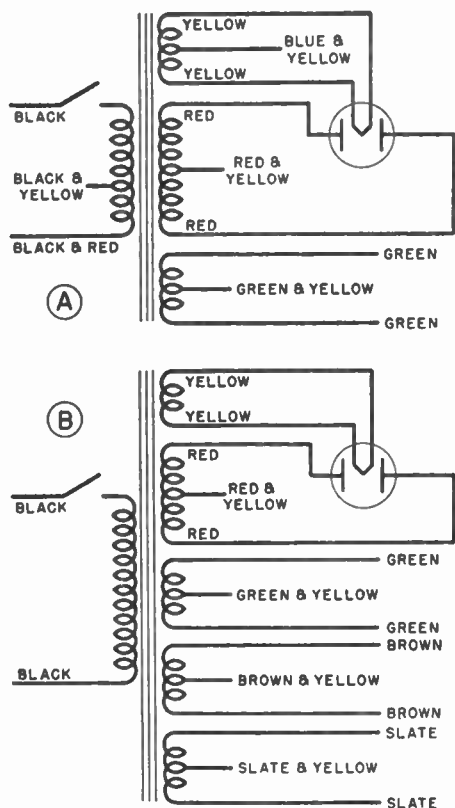 YELLOW
BLUE &
YELLOW
YELLOW
BLACK
RED
BLACK &
YELLOW
RED &
YELLOW
BLACK & RED
RED
GREEN
A
GREEN & YELLOW
GREEN
B
YELLOW
YELLOW
RED
BLACK
RED &
YELLOW
RED
GREEN
GREEN & YELLOW
GREEN
BROWN
BLACK
BROWN & YELLOW
BROWN
SLATE
SLATE & YELLOW
SLATE